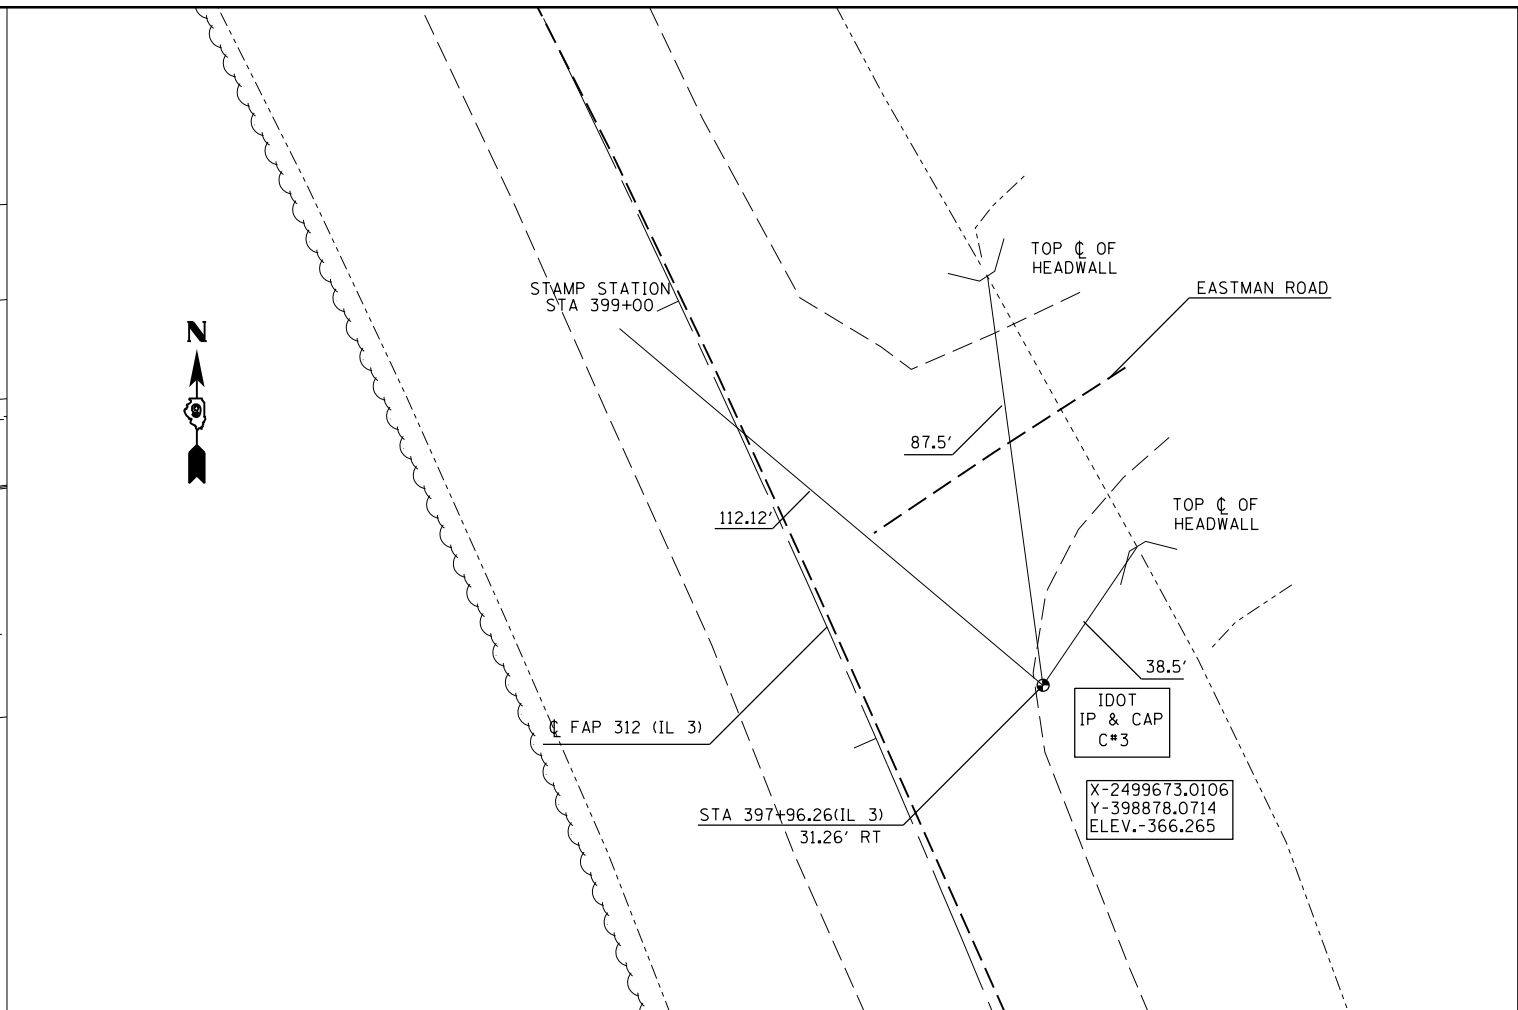 TOP ℄ OF
HEADWALL
STAMP STATION
STA 399+00
EASTMAN ROAD
N
9
87.5'
112.12'
TOP ℄ OF
HEADWALL
38.5'
IDOT
IP & CAP
C#3
℄ FAP 312 (IL 3)
X-2499673.0106
Y-398878.0714
ELEV.-366.265
STA 397+96.26(IL 3)
31.26' RT